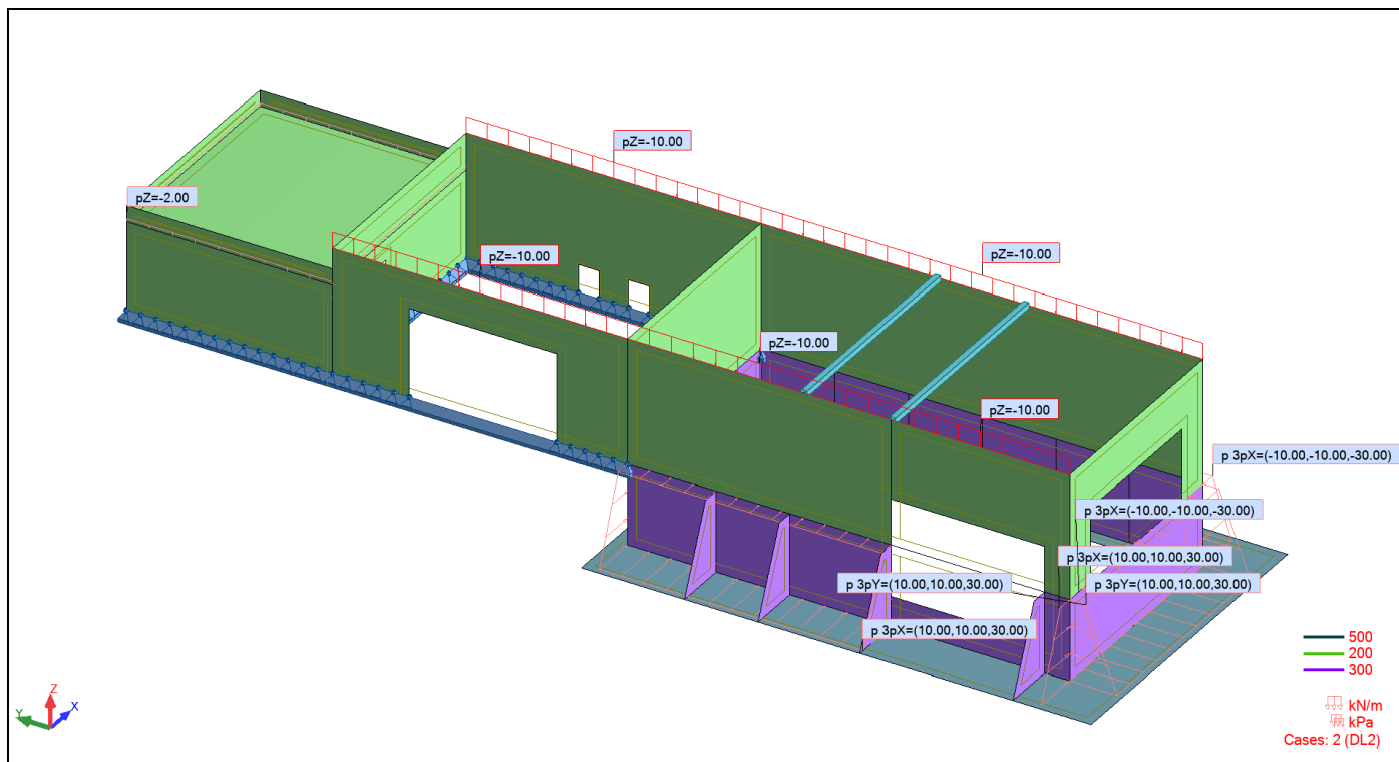 pZ=-10.00
pZ=-2.00
pZ=-10.00
pZ=-10.00
pZ=-10.00
pZ=-10.00
p 3pX=(-10.00,-10.00,-30.00)
p 3pX=(-10.00,-10.00,-30.00)
p 3pX=(10.00,10.00,30.00)
p 3pY=(10.00,10.00,30.00)
p 3pY=(10.00,10.00,30.00)
p 3pX=(10.00,10.00,30.00)
500
200
300
kN/m
kPa
Cases: 2 (DL2)
Z
X
Y